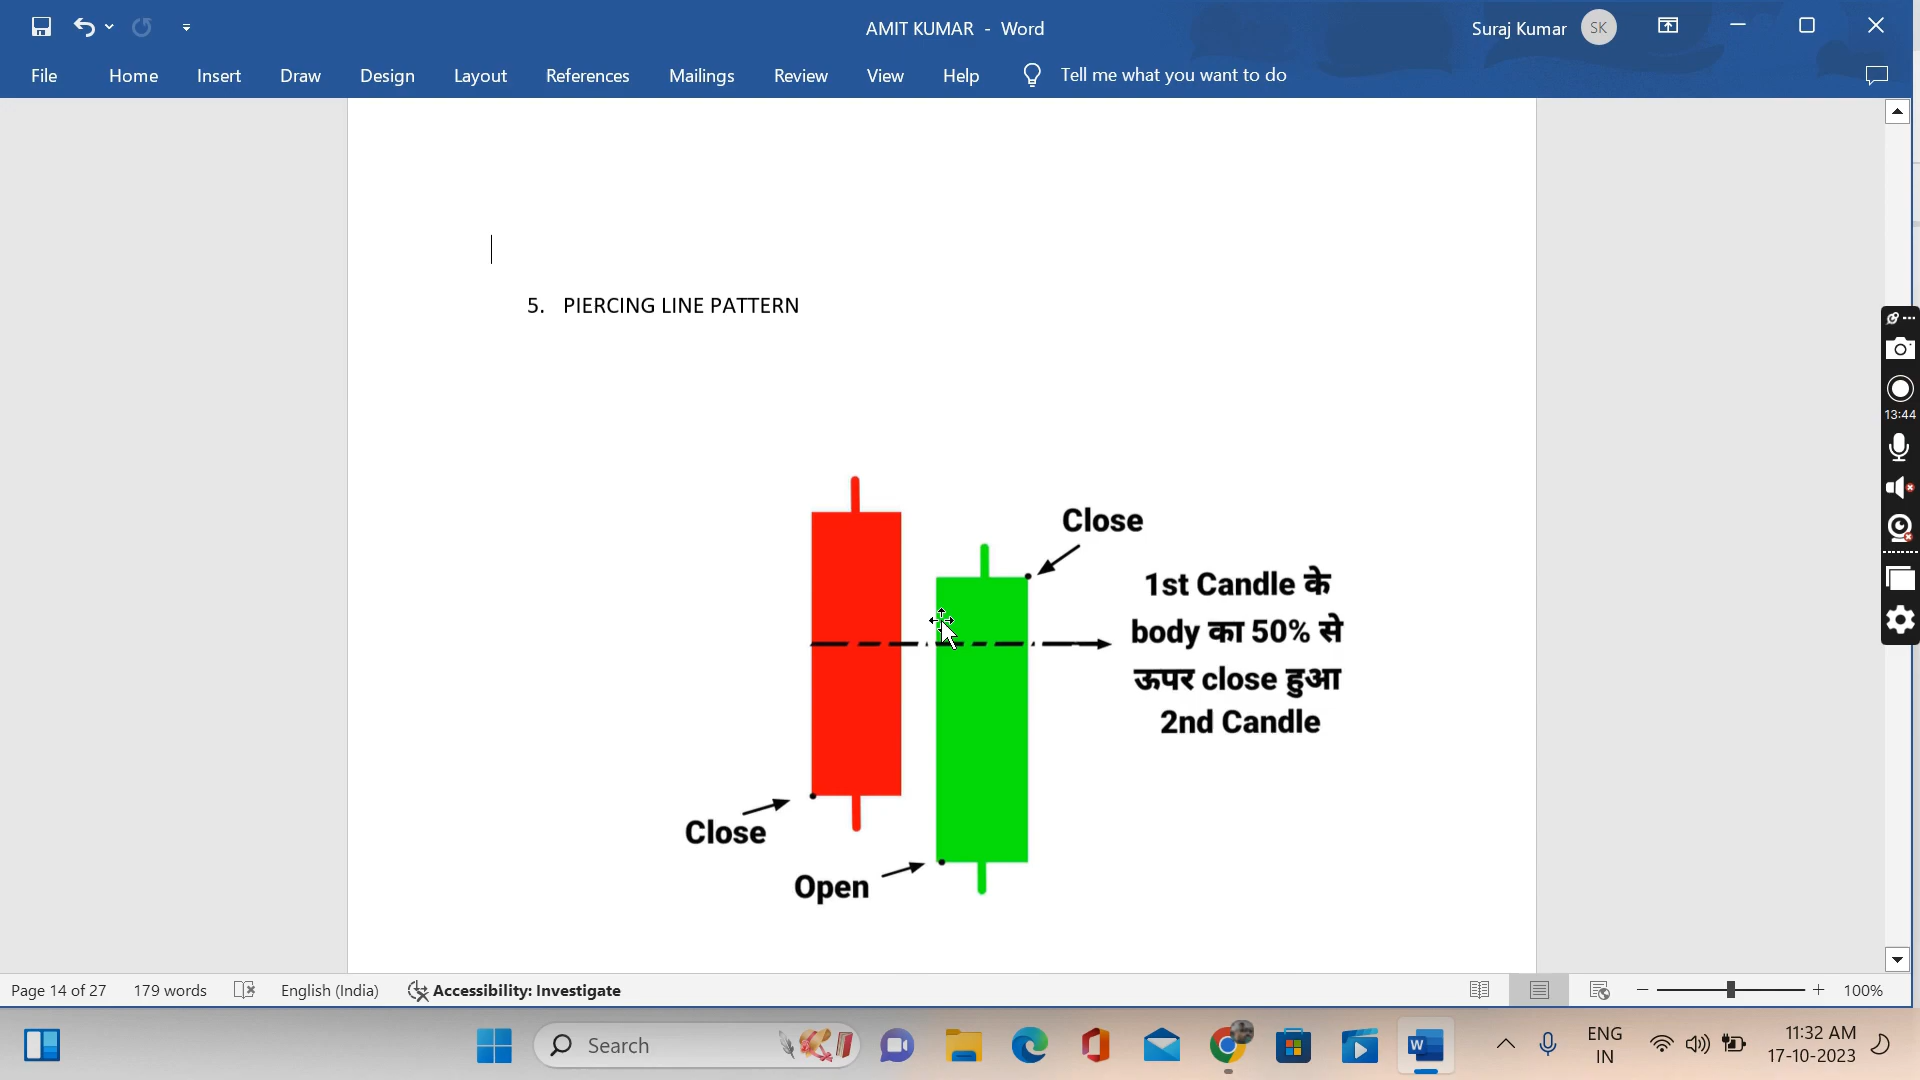 AMIT KUMAR - Word
Suraj Kumar SK
File Home Insert Draw Design Layout References Mailings Review View Help Tell me what you want to do
5. PIERCING LINE PATTERN
13:44
Close
1st Candle के
body का 50% से
ऊपर close हुआ
2nd Candle
Close
Open
Page 14 of 27 179 words English (India) Accessibility: Investigate 100%
Search
ENG
IN
11:32 AM
17-10-2023